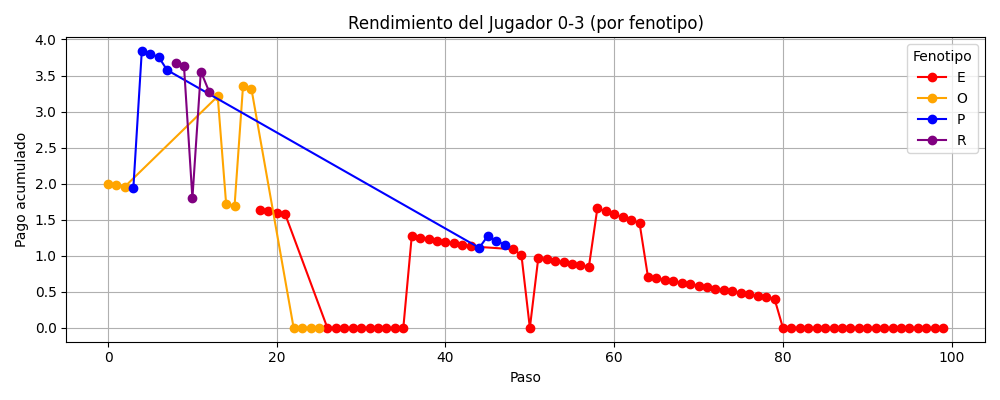 Rendimiento del Jugador 0-3 (por fenotipo)
Pago acumulado
4.0
3.5
3.0
2.5
2.0
1.5
1.0
0.5
0.0
Fenotipo
E
O
P
R
0 20 40 60 80 100
Paso